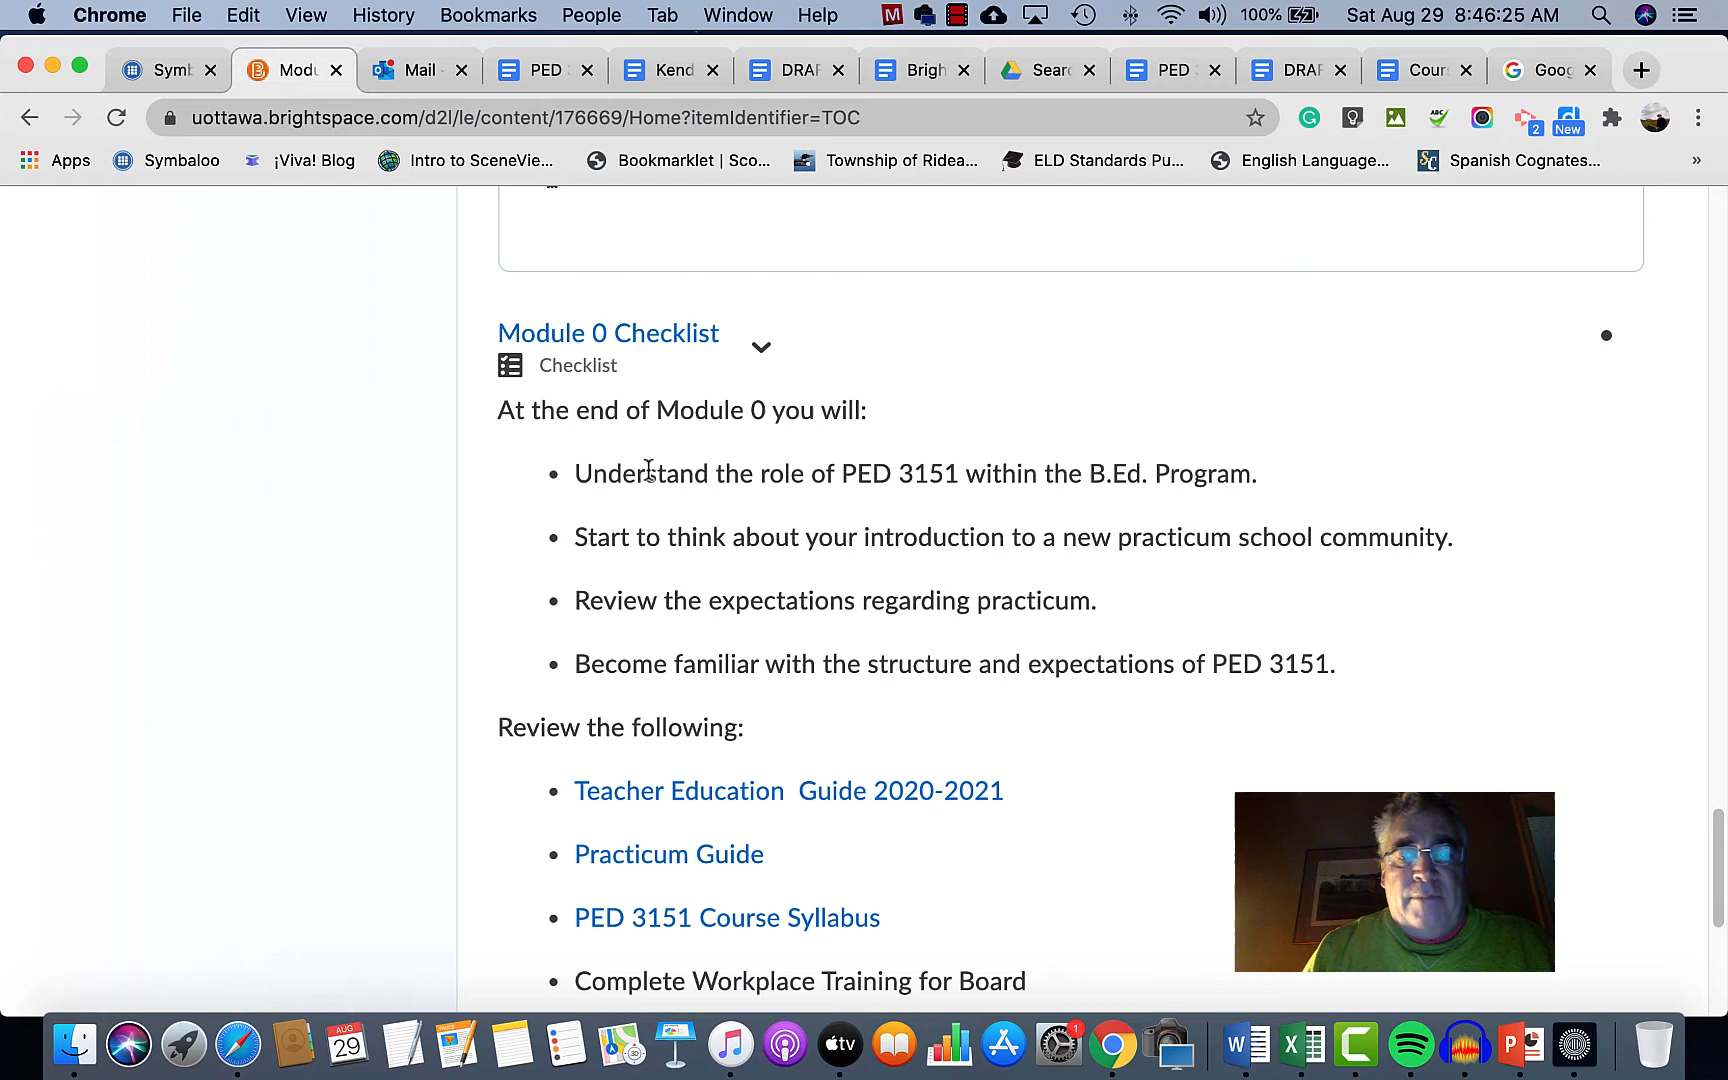 Chrome File Edit View History Bookmarks People Tab Window Help 100% Sat Aug 29 8:46:25 AM
Symb Modu Mail - PED Kend DRAF Brigh Searc PED DRAF Cours Goog
uottawa.brightspace.com/d2l/le/content/176669/Home?itemIdentifier=TOC
2 New
Apps Symbaloo ¡Viva! Blog Intro to SceneVie... Bookmarklet | Sco... Township of Ridea... ELD Standards Pu... English Language... Spanish Cognates... »
Module 0 Checklist
Checklist
At the end of Module 0 you will:
• Understand the role of PED 3151 within the B.Ed. Program.
• Start to think about your introduction to a new practicum school community.
• Review the expectations regarding practicum.
• Become familiar with the structure and expectations of PED 3151.
Review the following:
• Teacher Education Guide 2020-2021
• Practicum Guide
• PED 3151 Course Syllabus
• Complete Workplace Training for Board
AUG
29
tv
1
W
X
C
P